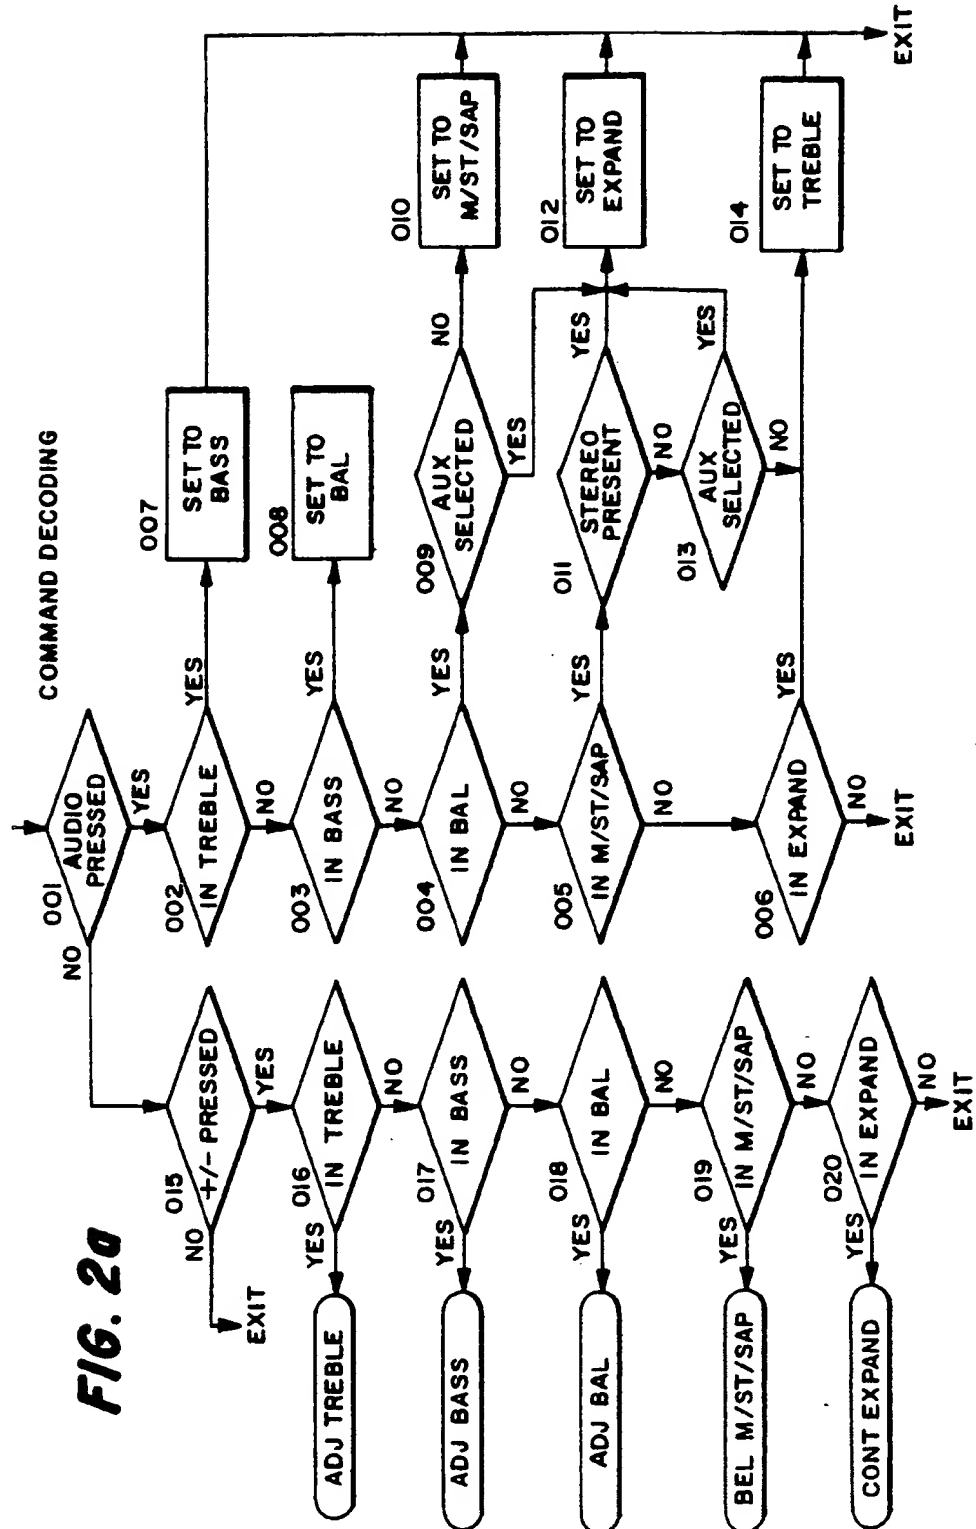 FIG. 2a
COMMAND DECODING
001
AUDIO
PRESSED
NO
YES
002
IN TREBLE
YES
NO
007
SET TO
BASS
003
IN BASS
YES
NO
008
SET TO
BAL
004
IN BAL
YES
NO
009
AUX
SELECTED
NO
YES
010
SET TO
M/ST/SAP
005
IN M/ST/SAP
YES
NO
011
STEREO
PRESENT
YES
NO
012
SET TO
EXPAND
013
AUX
SELECTED
YES
NO
006
IN EXPAND
YES
NO
EXIT
014
SET TO
TREBLE
EXIT
015
+/- PRESSED
NO
EXIT
YES
016
IN TREBLE
YES
NO
ADJ TREBLE
017
IN BASS
YES
NO
ADJ BASS
018
IN BAL
YES
NO
ADJ BAL
019
IN M/ST/SAP
YES
NO
BEL M/ST/SAP
020
IN EXPAND
YES
NO
CONT EXPAND
EXIT